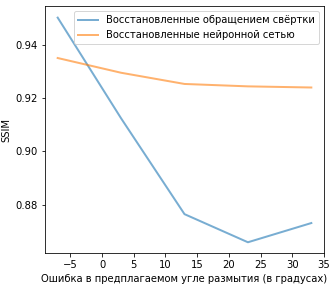 Восстановленные обращением свёртки
Восстановленные нейронной сетью
0.94
0.92
0.90
0.88
SSIM
−5 0 5 10 15 20 25 30 35
Ошибка в предплагаемом угле размытия (в градусах)